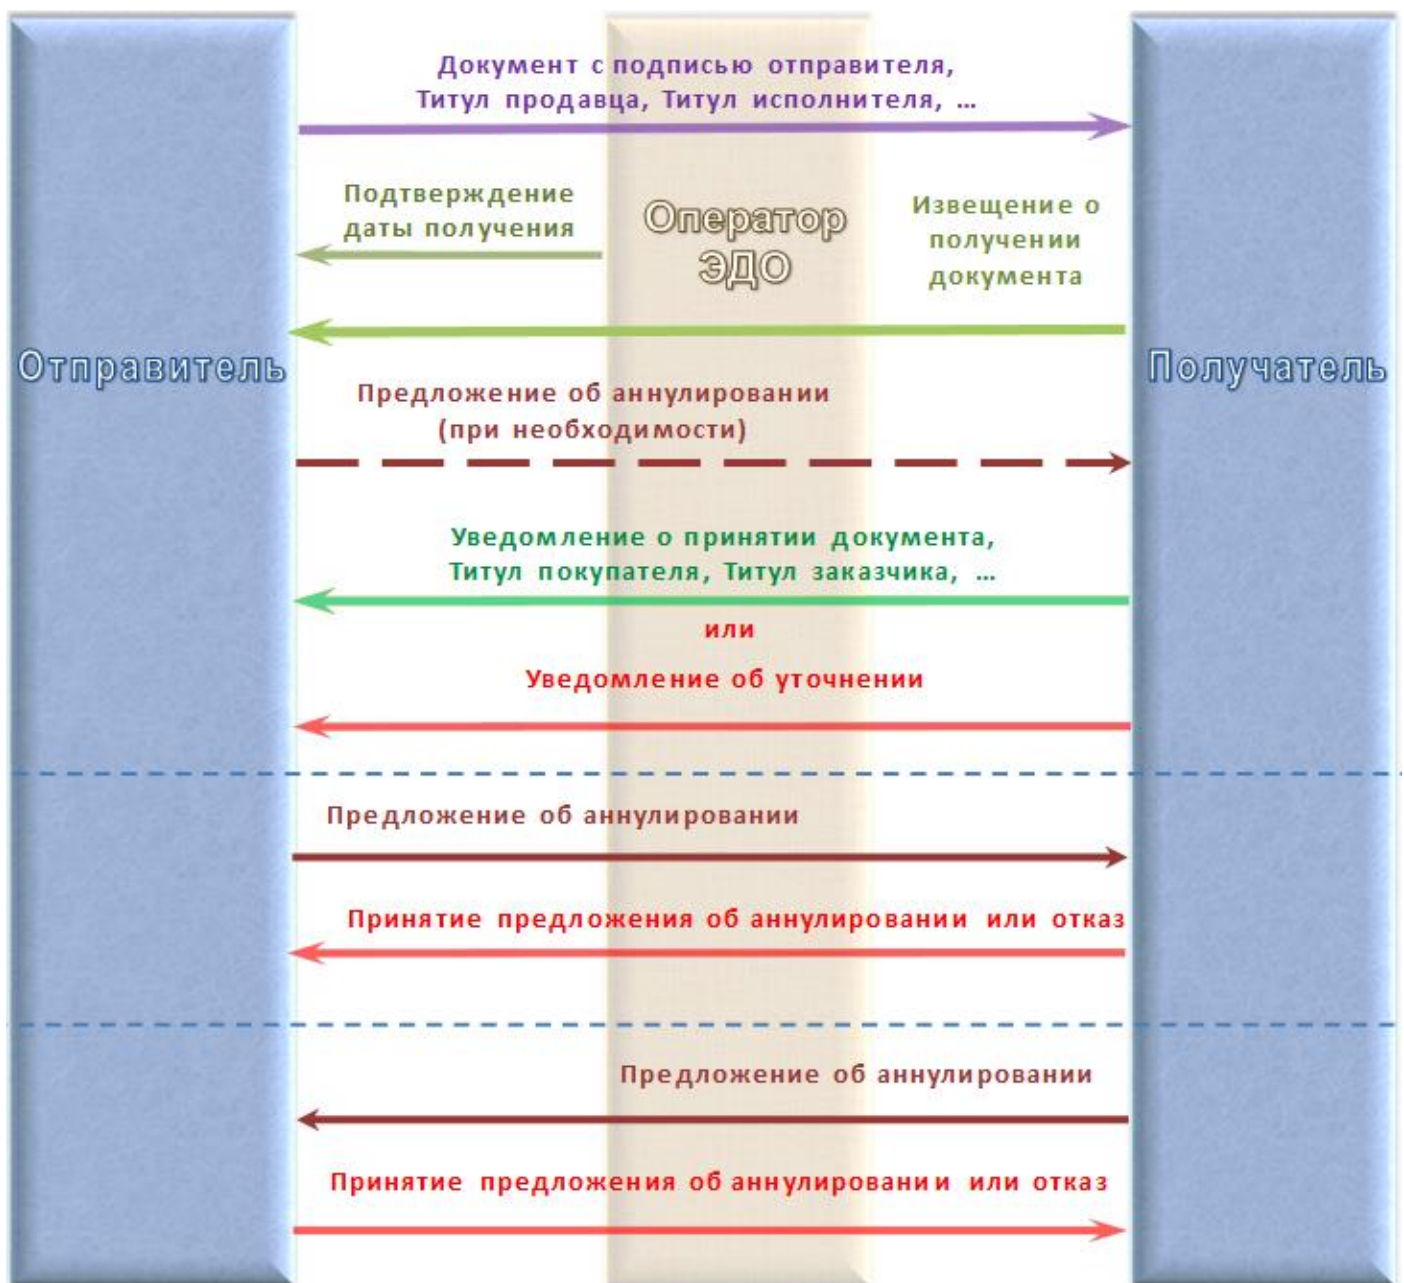 Документ с подписью отправителя,
Титул продавца, Титул исполнителя, ...
Подтверждение
даты получения
Оператор
ЭДО
Извещение о
получении
документа
Отправитель
Получатель
Предложение об аннулировании
(при необходимости)
Уведомление о принятии документа,
Титул покупателя, Титул заказчика, ...
или
Уведомление об уточнении
Предложение об аннулировании
Принятие предложения об аннулировании или отказ
Предложение об аннулировании
Принятие предложения об аннулировании или отказ